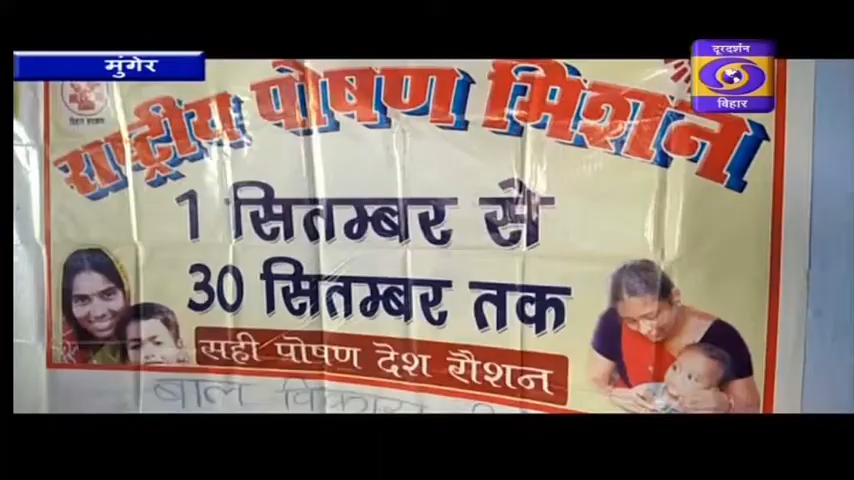 मुंगेर
दूरदर्शन
बिहार
राष्ट्रीय पोषण मिशन
1 सितम्बर से
30 सितम्बर तक
सही पोषण देश रौशन
बाल विकास